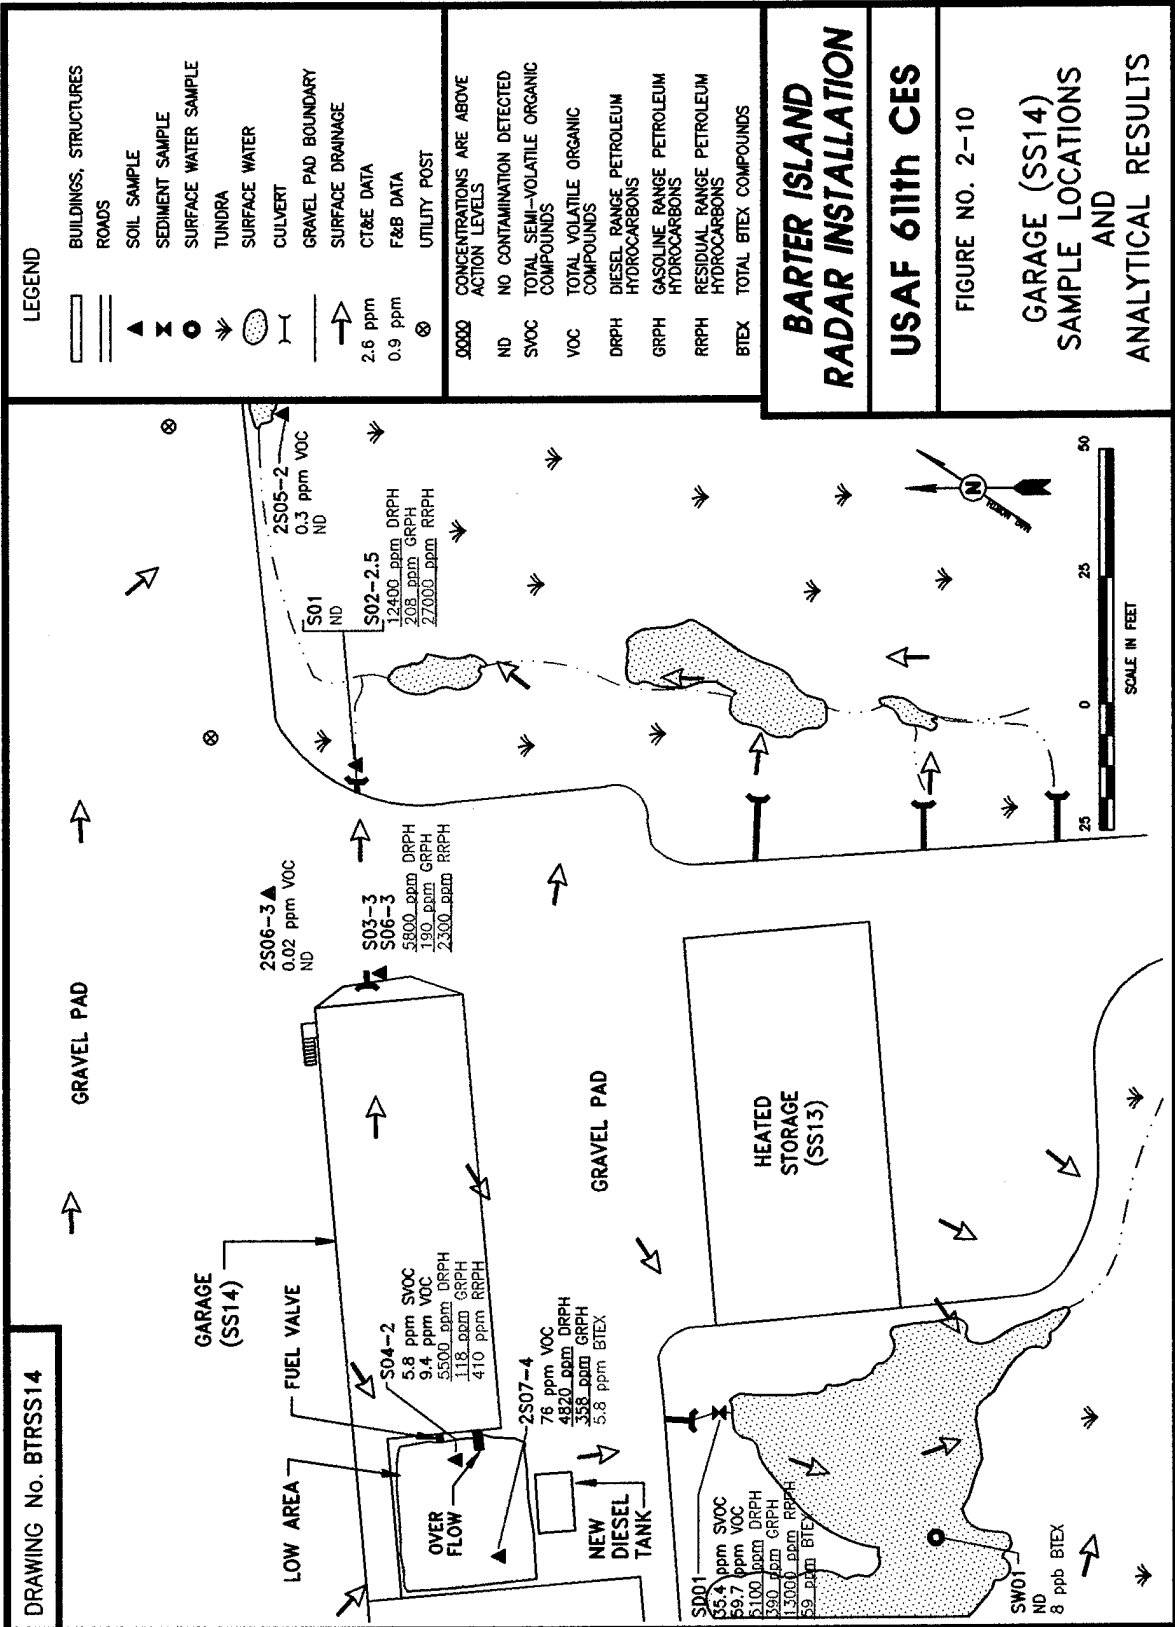 DRAWING No. BTRSS14
GRAVEL PAD
GARAGE
(SS14)
FUEL VALVE
LOW AREA
OVER
FLOW
S04-2
5.8 ppm SVOC
9.4 ppm VOC
5500 ppm DRPH
118 ppm GRPH
410 ppm RRPH
2S07-4
76 ppm VOC
4820 ppm DRPH
358 ppm GRPH
5.8 ppm BTEX
NEW
DIESEL
TANK
2S06-3
0.02 ppm VOC
ND
S03-3
S06-3
5800 ppm DRPH
190 ppm GRPH
2300 ppm RRPH
S01
ND
S02-2.5
12400 ppm DRPH
208 ppm GRPH
27000 ppm RRPH
2S05-2
0.3 ppm VOC
ND
GRAVEL PAD
HEATED
STORAGE
(SS13)
SD01
35.4 ppm SVOC
59.7 ppm VOC
5100 ppm DRPH
390 ppm GRPH
13000 ppm RRPH
59 ppm BTEX
SW01
ND
8 ppb BTEX
N
25 0 25 50
SCALE IN FEET
LEGEND
BUILDINGS, STRUCTURES
ROADS
SOIL SAMPLE
SEDIMENT SAMPLE
SURFACE WATER SAMPLE
TUNDRA
SURFACE WATER
CULVERT
GRAVEL PAD BOUNDARY
SURFACE DRAINAGE
2.6 ppm CT&E DATA
0.9 ppm F&B DATA
UTILITY POST
0000 CONCENTRATIONS ARE ABOVE
ACTION LEVELS
ND NO CONTAMINATION DETECTED
SVOC TOTAL SEMI-VOLATILE ORGANIC
COMPOUNDS
VOC TOTAL VOLATILE ORGANIC
COMPOUNDS
DRPH DIESEL RANGE PETROLEUM
HYDROCARBONS
GRPH GASOLINE RANGE PETROLEUM
HYDROCARBONS
RRPH RESIDUAL RANGE PETROLEUM
HYDROCARBONS
BTEX TOTAL BTEX COMPOUNDS
BARTER ISLAND
RADAR INSTALLATION
USAF 611th CES
FIGURE NO. 2-10
GARAGE (SS14)
SAMPLE LOCATIONS
AND
ANALYTICAL RESULTS